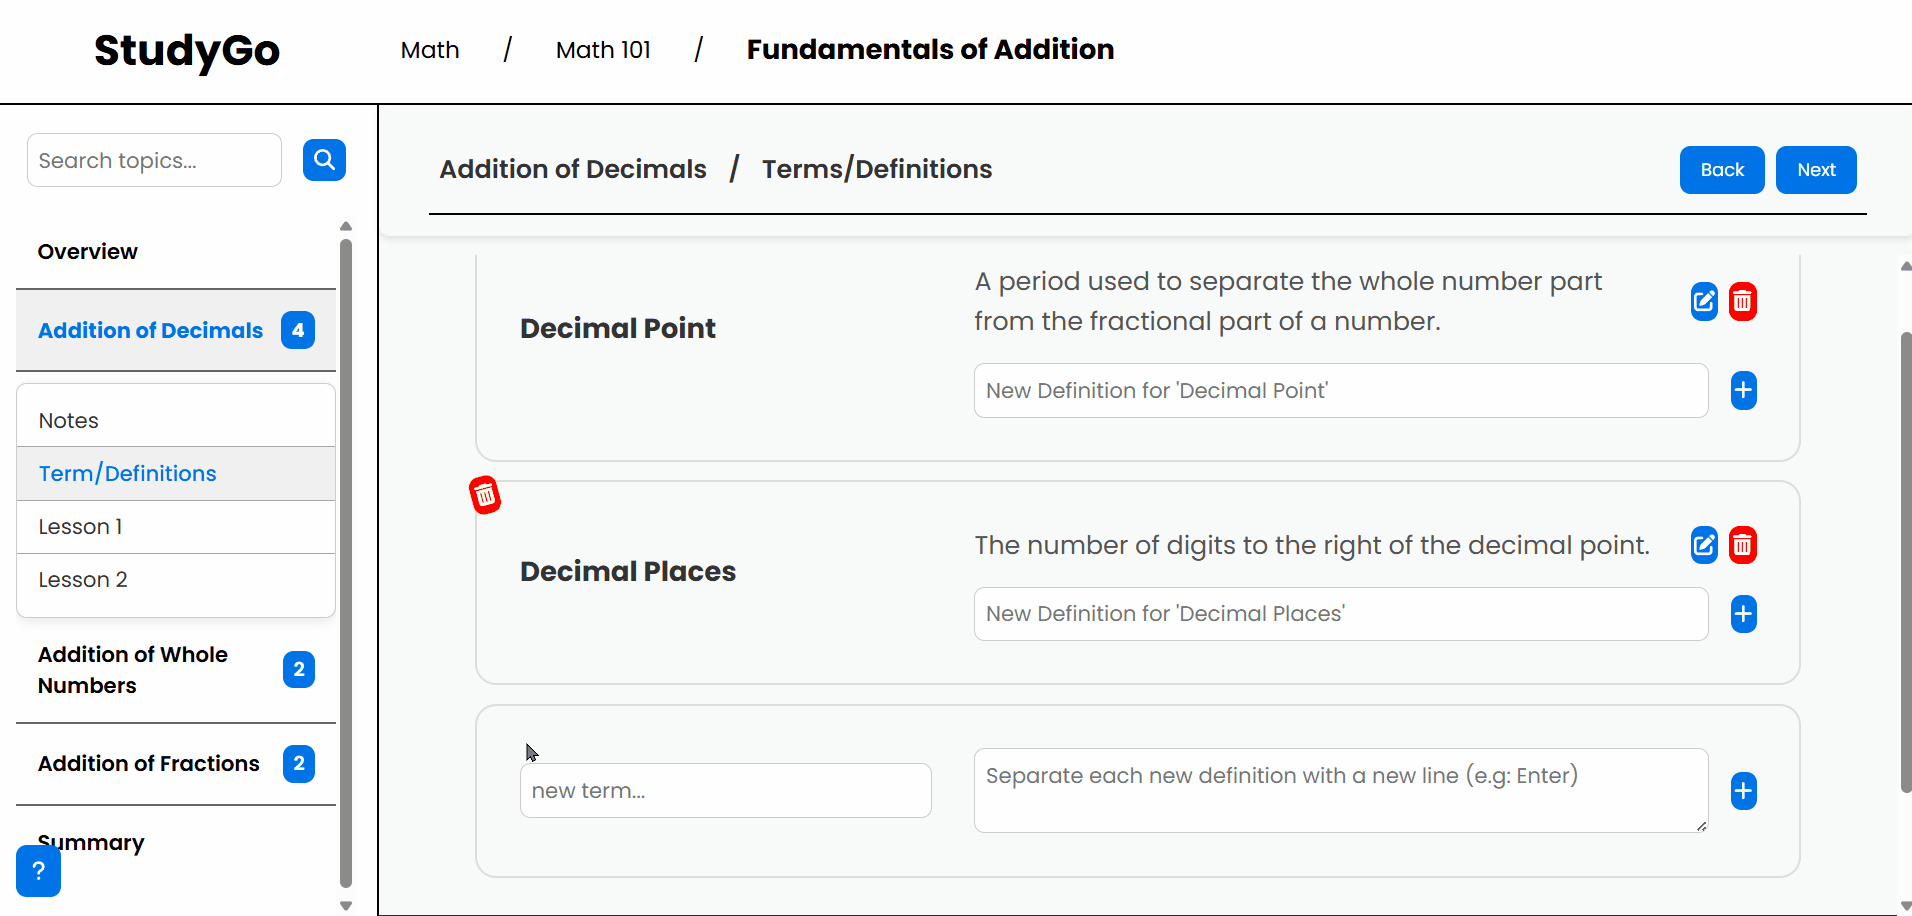 StudyGo
Math / Math 101 / Fundamentals of Addition
Search topics...
Overview
Addition of Decimals 4
Notes
Term/Definitions
Lesson 1
Lesson 2
Addition of Whole
Numbers
2
Addition of Fractions 2
Summary
?
Addition of Decimals / Terms/Definitions
Back Next
Decimal Point
A period used to separate the whole number part
from the fractional part of a number.
New Definition for 'Decimal Point'
+
Decimal Places
The number of digits to the right of the decimal point.
New Definition for 'Decimal Places'
+
new term...
Separate each new definition with a new line (e.g: Enter)
+